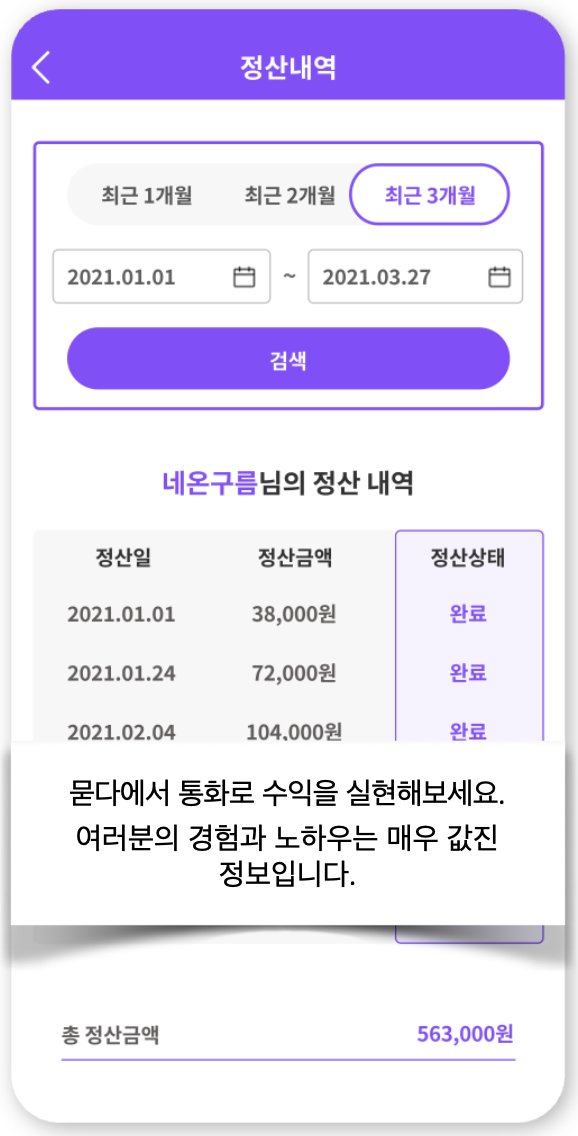 정산내역
최근 1개월 최근 2개월 최근 3개월
2021.01.01 ~ 2021.03.27
검색
네온구름님의 정산 내역
정산일 정산금액 정산상태
2021.01.01 38,000원 완료
2021.01.24 72,000원 완료
2021.02.04 104,000원 완료
묻다에서 통화로 수익을 실현해보세요.
여러분의 경험과 노하우는 매우 값진
정보입니다.
총 정산금액 563,000원